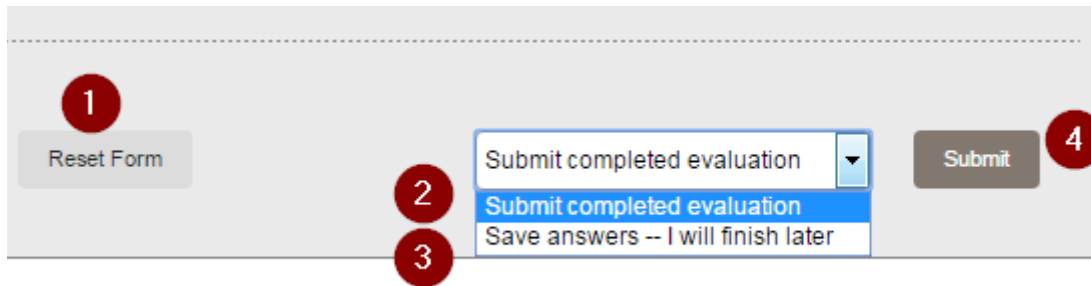 1
Reset Form
Submit completed evaluation
Submit
4
2
Submit completed evaluation
3
Save answers -- I will finish later